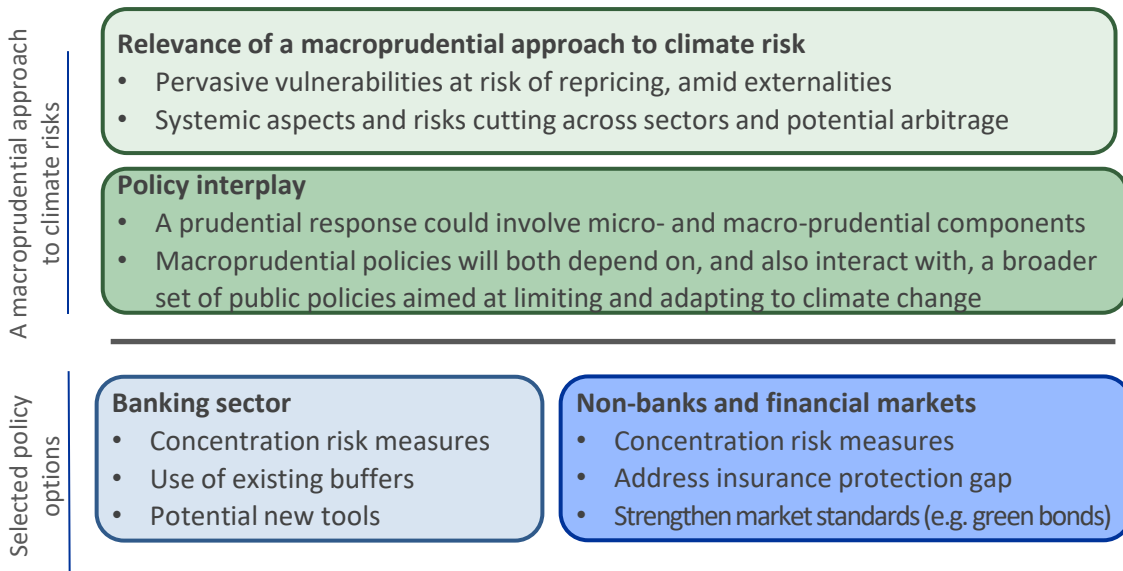 A macroprudential approach
to climate risks
Relevance of a macroprudential approach to climate risk
• Pervasive vulnerabilities at risk of repricing, amid externalities
• Systemic aspects and risks cutting across sectors and potential arbitrage
Policy interplay
• A prudential response could involve micro- and macro-prudential components
• Macroprudential policies will both depend on, and also interact with, a broader
set of public policies aimed at limiting and adapting to climate change
Selected policy
options
Banking sector
• Concentration risk measures
• Use of existing buffers
• Potential new tools
Non-banks and financial markets
• Concentration risk measures
• Address insurance protection gap
• Strengthen market standards (e.g. green bonds)